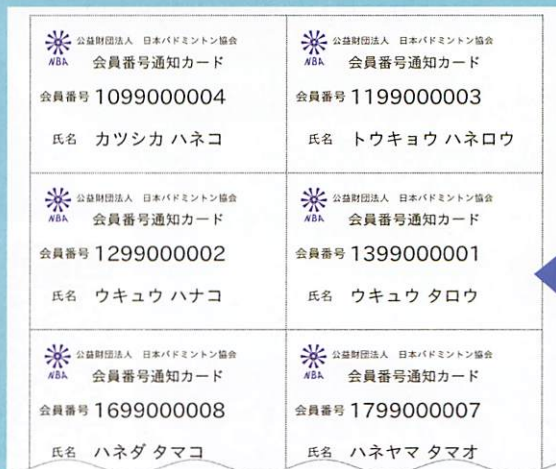 公益財団法人 日本バドミントン協会
NBA
会員番号通知カード
会員番号 1099000004
氏名 カツシカ ハネコ
公益財団法人 日本バドミントン協会
NBA
会員番号通知カード
会員番号 1199000003
氏名 トウキョウ ハネロウ
公益財団法人 日本バドミントン協会
NBA
会員番号通知カード
会員番号 1299000002
氏名 ウキュウ ハナコ
公益財団法人 日本バドミントン協会
NBA
会員番号通知カード
会員番号 1399000001
氏名 ウキュウ タロウ
公益財団法人 日本バドミントン協会
NBA
会員番号通知カード
会員番号 1699000008
氏名 ハネダ タマコ
公益財団法人 日本バドミントン協会
NBA
会員番号通知カード
会員番号 1799000007
氏名 ハネヤマ タマオ